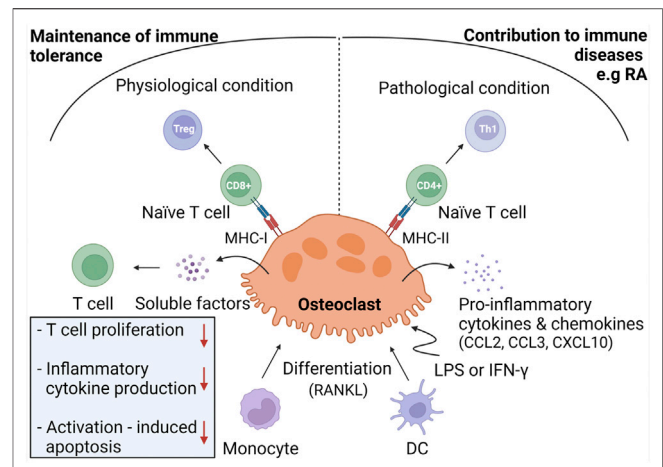 Maintenance of immune
tolerance
Contribution to immune
diseases
e.g RA
Physiological condition
Pathological condition
Treg
Th1
CD8+
CD4+
Naïve T cell
Naïve T cell
MHC-I
MHC-II
T cell
Soluble factors
Osteoclast
Pro-inflammatory
cytokines & chemokines
(CCL2, CCL3, CXCL10)
- T cell proliferation
- Inflammatory
cytokine production
- Activation - induced
apoptosis
Differentiation
(RANKL)
LPS or IFN-γ
Monocyte
DC